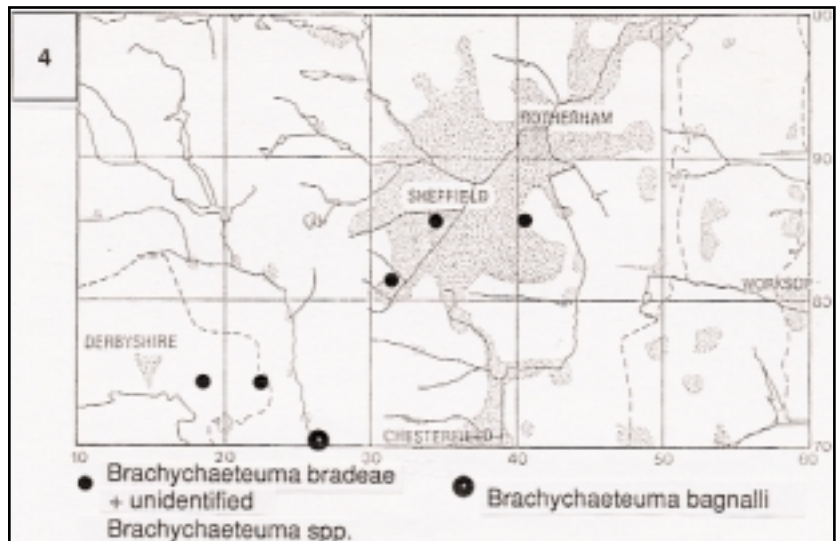 4
00
ROTHERHAM
90
SHEFFIELD
WORKSOP
80
DERBYSHIRE
CHESTERFIELD
70
10 20 30 40 50 60
Brachychaeteuma bradeae
+ unidentified
Brachychaeteuma spp.
Brachychaeteuma bagnalli